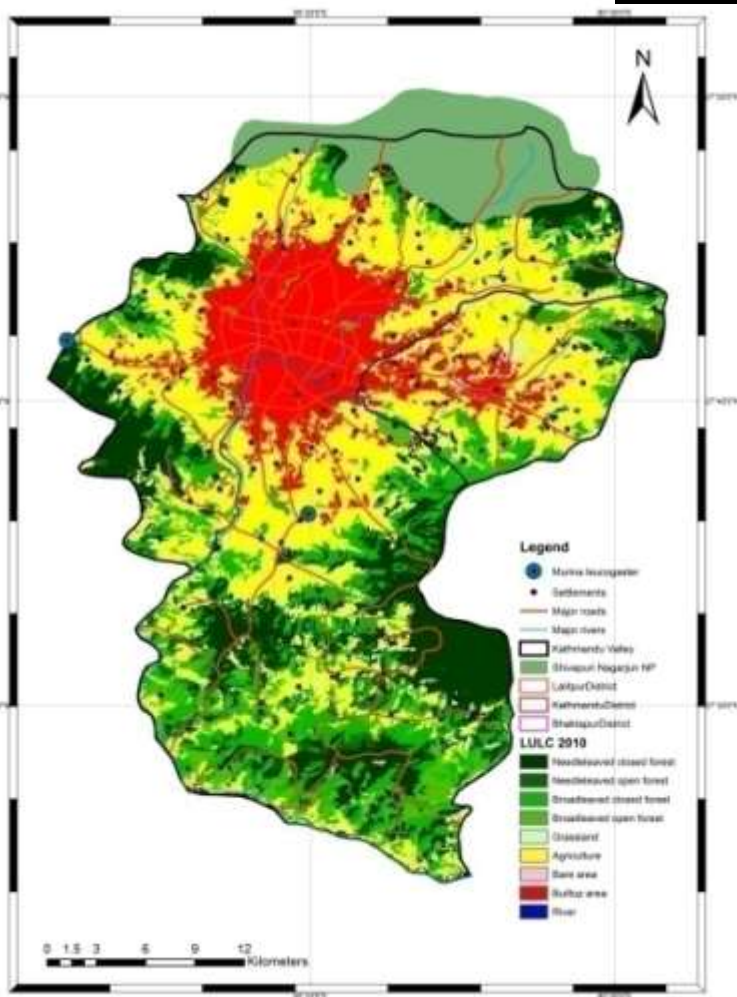 N
Legend
Murina leucogaster
Settlements
Major roads
Major rivers
Kathmandu Valley
Shivapuri Nagarjun NP
LalitpurDistrict
KathmanduDistrict
BhaktapurDistrict
LULC 2010
Needleleaved closed forest
Needleleaved open forest
Broadleaved closed forest
Broadleaved open forest
Grassland
Agriculture
Bare area
Builtup area
River
0 1.5 3 6 9 12
Kilometers